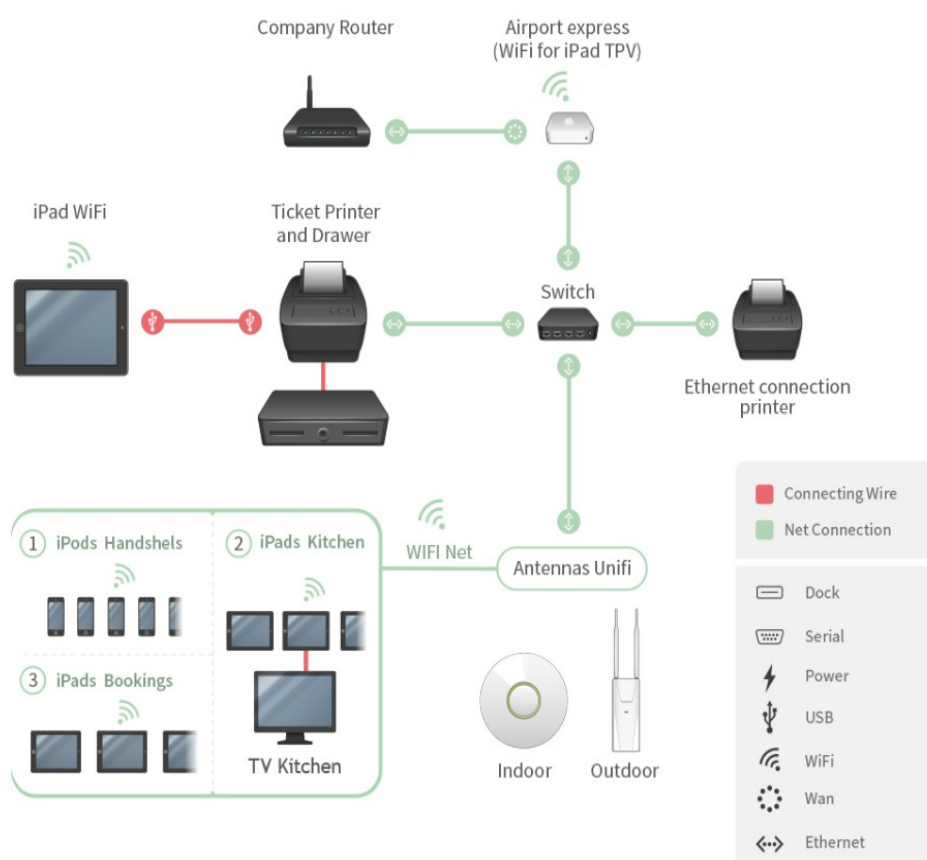 Company Router
Airport express
(WiFi for iPad TPV)
iPad WiFi
Ticket Printer
and Drawer
Switch
Ethernet connection
printer
1 iPods Handshels
2 iPads Kitchen
WIFI Net
Antennas Unifi
3 iPads Bookings
TV Kitchen
Indoor
Outdoor
Connecting Wire
Net Connection
Dock
Serial
Power
USB
WiFi
Wan
Ethernet